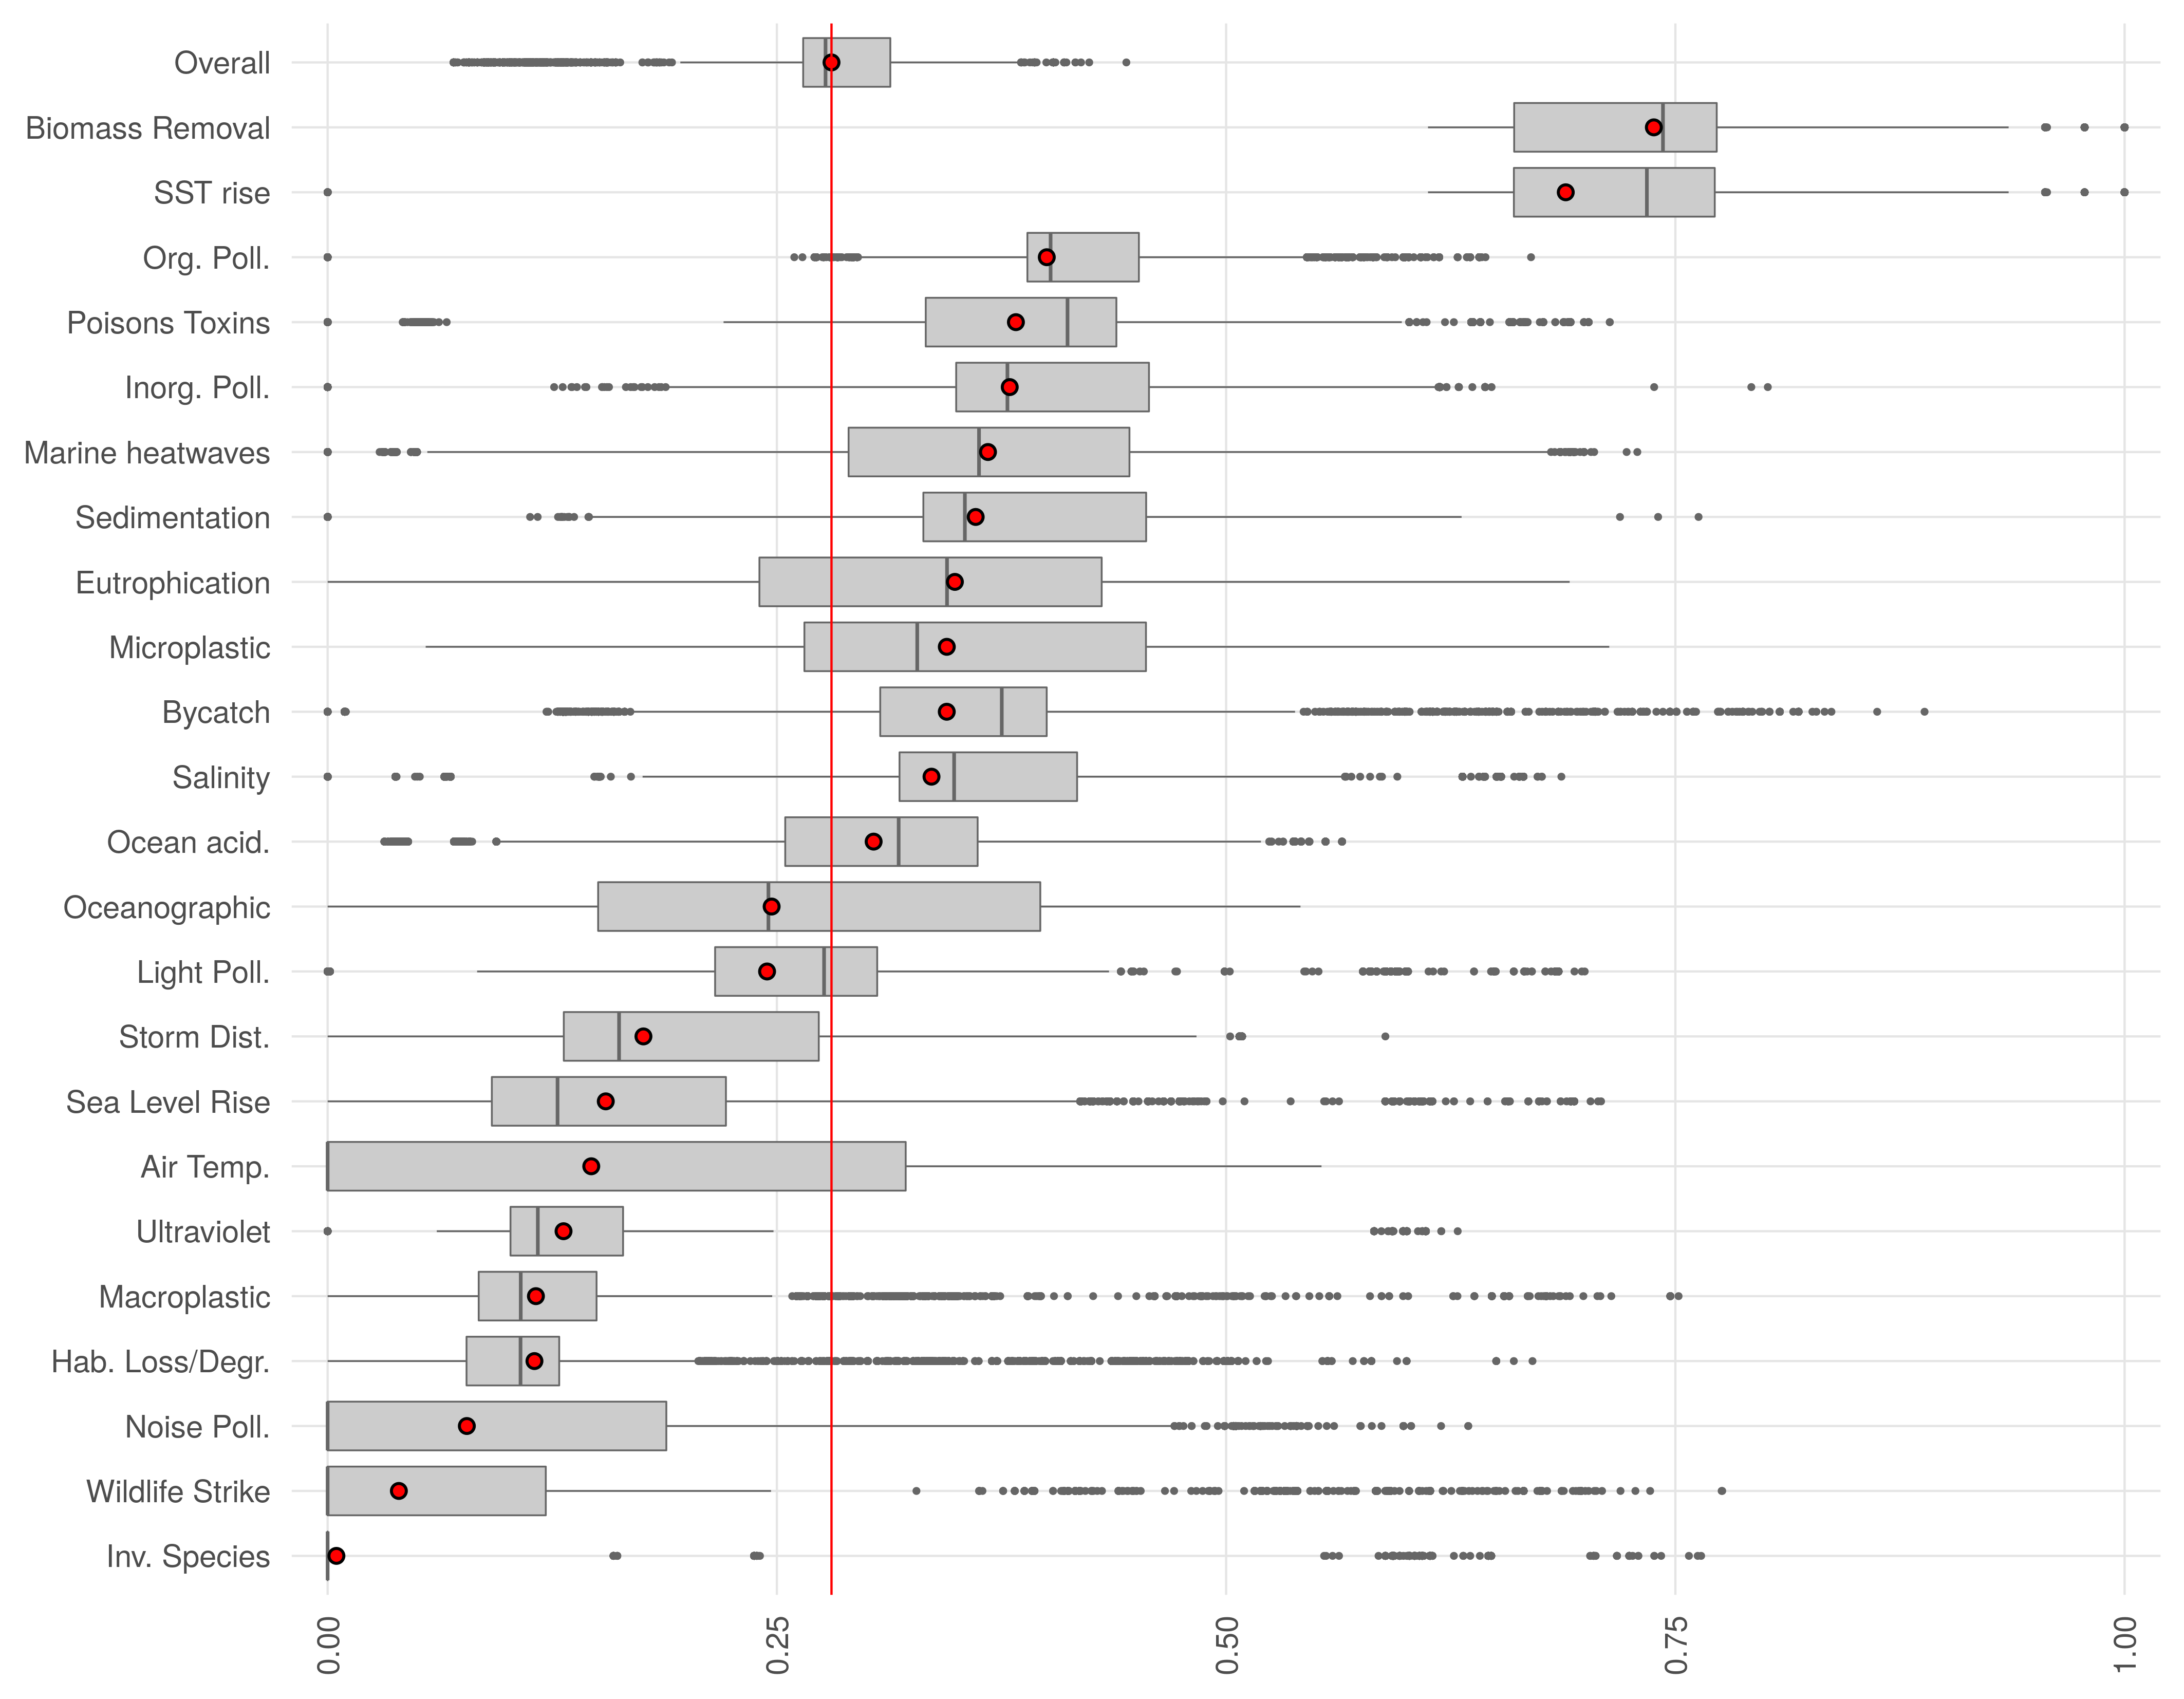 Overall
Biomass Removal
SST rise
Org. Poll.
Poisons Toxins
Inorg. Poll.
Marine heatwaves
Sedimentation
Eutrophication
Microplastic
Bycatch
Salinity
Ocean acid.
Oceanographic
Light Poll.
Storm Dist.
Sea Level Rise
Air Temp.
Ultraviolet
Macroplastic
Hab. Loss/Degr.
Noise Poll.
Wildlife Strike
Inv. Species
0.00
0.25
0.50
0.75
1.00